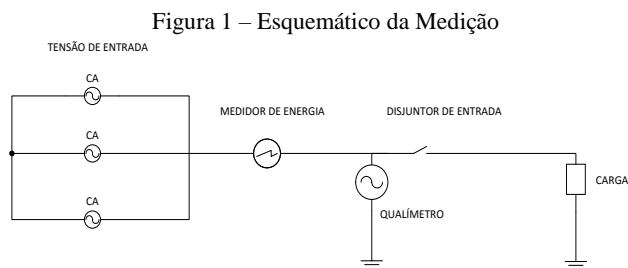 Figura 1 – Esquemático da Medição
TENSÃO DE ENTRADA
CA
MEDIDOR DE ENERGIA
DISJUNTOR DE ENTRADA
CA
CARGA
CA
QUALÍMETRO